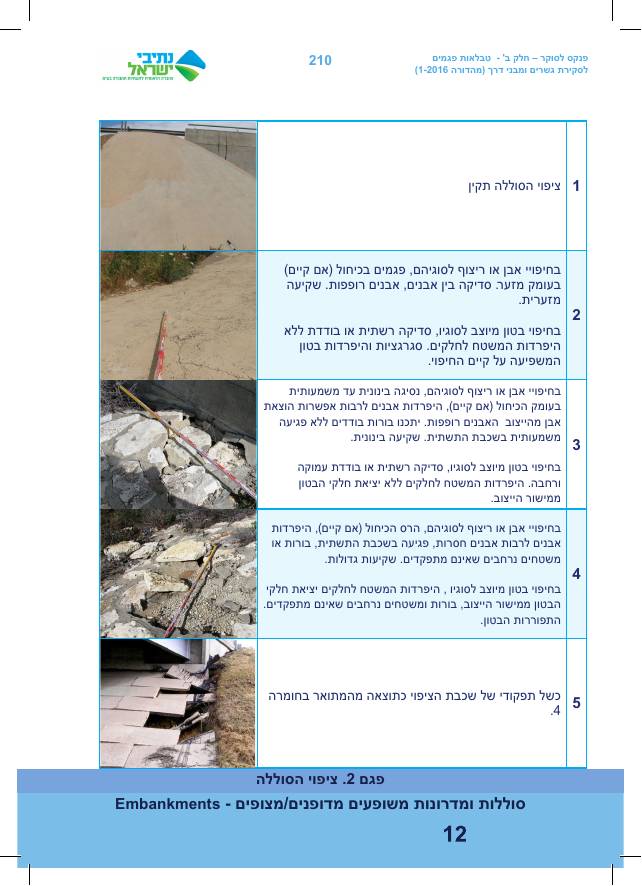 פנקס לסוקר – חלק ב' - טבלאות פגמים
לסקירת גשרים ומבני דרך (מהדורה 1-2016)
210
נתיבי
ישראל
החברה הלאומית לתשתיות תחבורה בע"מ
1
ציפוי הסוללה תקין
2
בחיפויי אבן או ריצוף לסוגיהם, פגמים בכיחול (אם קיים)
בעומק מזער. סדיקה בין אבנים, אבנים רופפות. שקיעה
מזערית.
בחיפוי בטון מיוצב לסוגיו, סדיקה רשתית או בודדת ללא
היפרדות המשטח לחלקים. סגרגציות והיפרדות בטון
המשפיעה על קיים החיפוי.
3
בחיפויי אבן או ריצוף לסוגיהם, נסיגה בינונית עד משמעותית
בעומק הכיחול (אם קיים), היפרדות אבנים לרבות אפשרות הוצאת
אבן מהייצוב האבנים רופפות. יתכנו בורות בודדים ללא פגיעה
משמעותית בשכבת התשתית. שקיעה בינונית.
בחיפוי בטון מיוצב לסוגיו, סדיקה רשתית או בודדת עמוקה
ורחבה. היפרדות המשטח לחלקים ללא יציאת חלקי הבטון
ממישור הייצוב.
4
בחיפויי אבן או ריצוף לסוגיהם, הרס הכיחול (אם קיים), היפרדות
אבנים לרבות אבנים חסרות, פגיעה בשכבת התשתית, בורות או
משטחים נרחבים שאינם מתפקדים. שקיעות גדולות.
בחיפוי בטון מיוצב לסוגיו , היפרדות המשטח לחלקים יציאת חלקי
הבטון ממישור הייצוב, בורות ומשטחים נרחבים שאינם מתפקדים.
התפוררות הבטון.
5
כשל תפקודי של שכבת הציפוי כתוצאה מהמתואר בחומרה
4.
פגם 2. ציפוי הסוללה
סוללות ומדרונות משופעים מדופנים/מצופים - Embankments
12